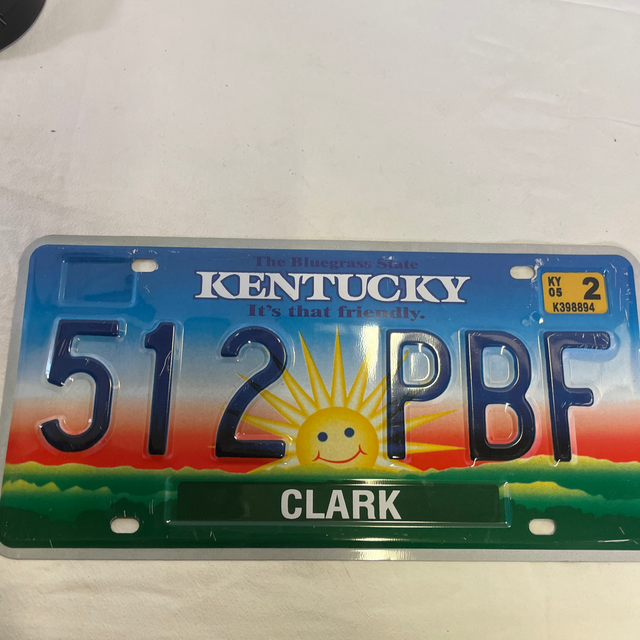 The Bluegrass State
KENTUCKY
It's that friendly.
KY
05
2
K398894
512 PBF
CLARK